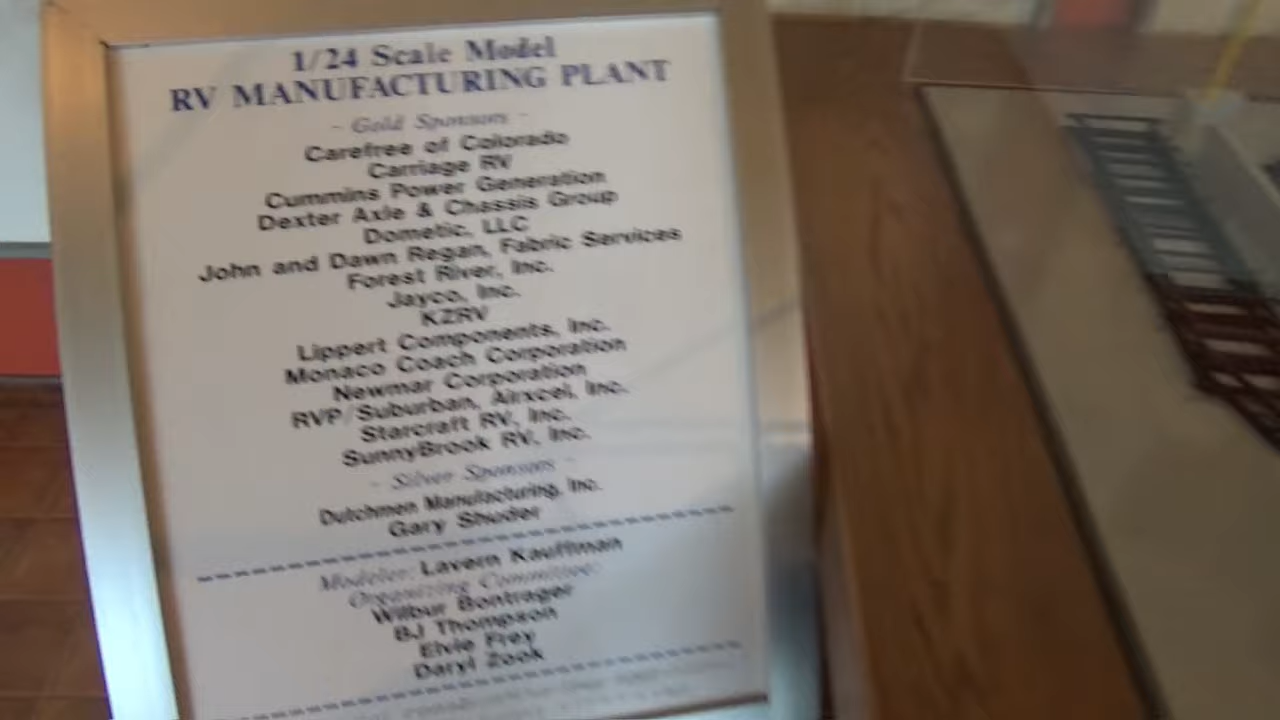 1/24 Scale Model
RV MANUFACTURING PLANT
- Gold Sponsors -
Carefree of Colorado
Carriage RV
Cummins Power Generation
Dexter Axle & Chassis Group
Dometic, LLC
John and Dawn Regan, Fabric Services
Forest River, Inc.
Jayco, Inc.
KZRV
Lippert Components, Inc.
Monaco Coach Corporation
Newmar Corporation
RVP/Suburban, Airxcel, Inc.
Starcraft RV, Inc.
SunnyBrook RV, Inc.
- Silver Sponsors -
Dutchmen Manufacturing, Inc.
Gary Shuder
Modeler: Lavern Kauffman
Organizing Committee:
Wilbur Bontrager
BJ Thompson
Elvie Frey
Daryl Zook